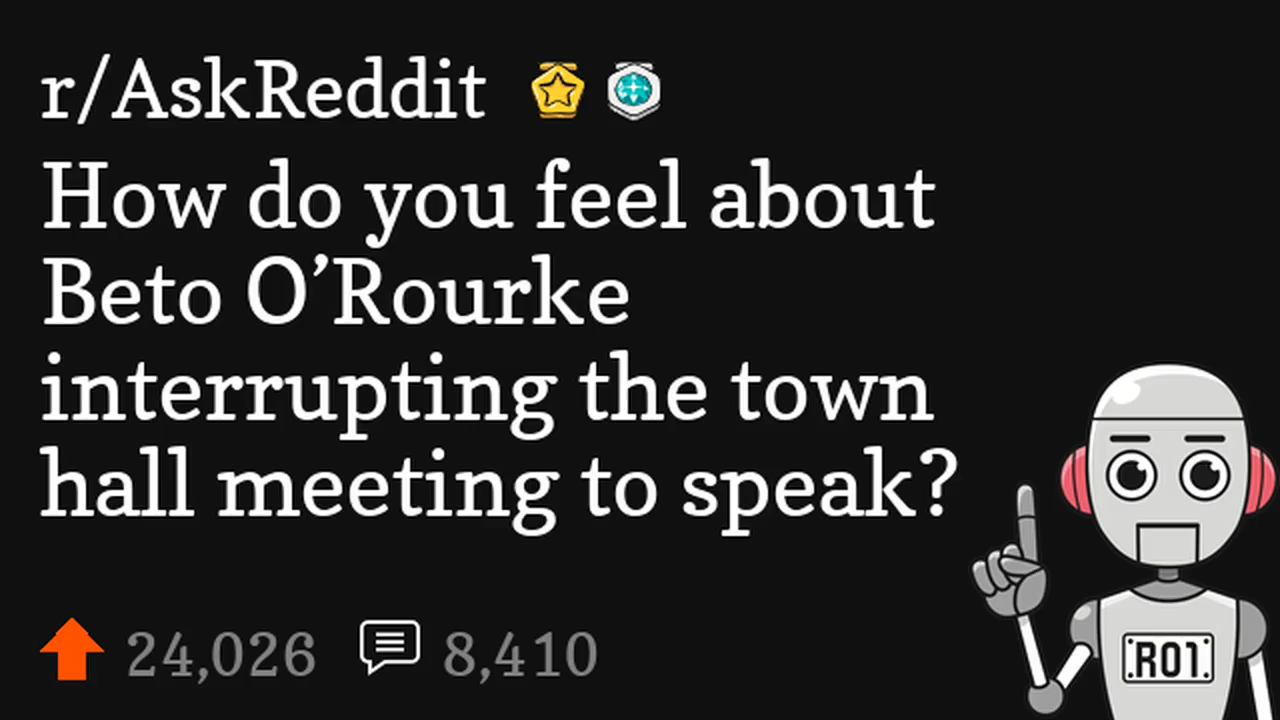 r/AskReddit
How do you feel about
Beto O’Rourke
interrupting the town
hall meeting to speak?
24,026 8,410
R01